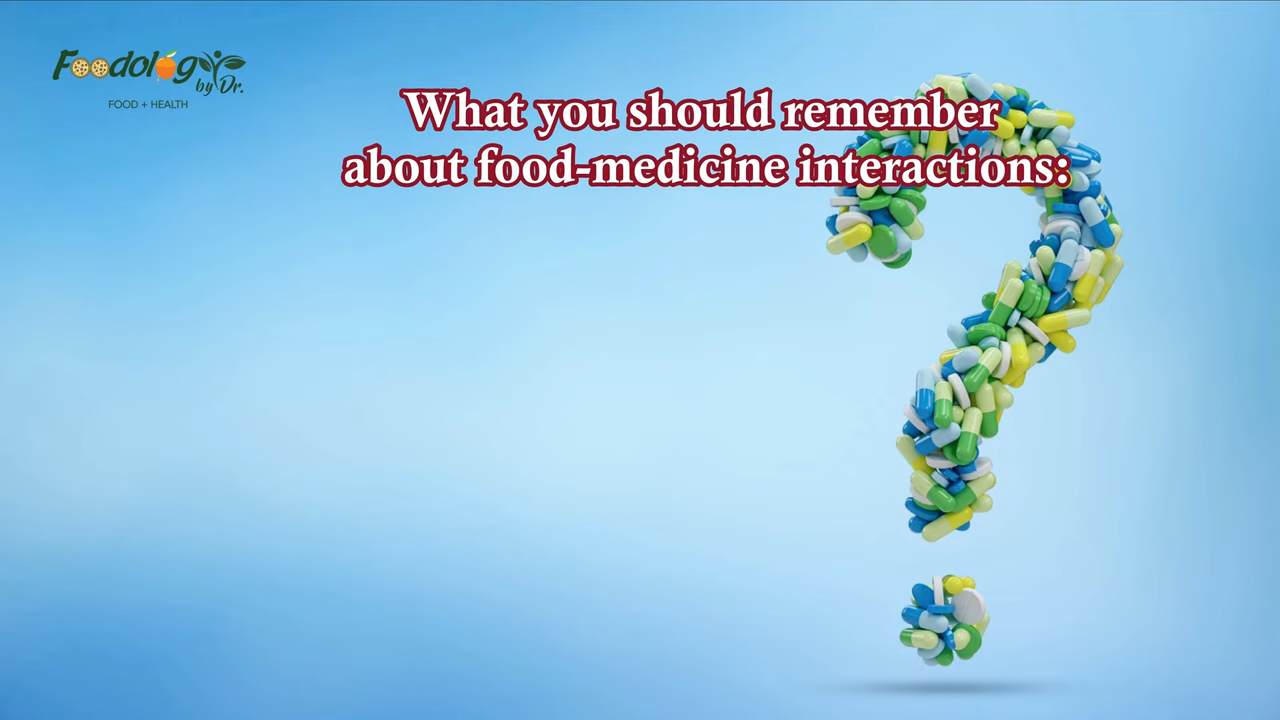 Foodology
by Dr.
FOOD + HEALTH
What you should remember
about food-medicine interactions: